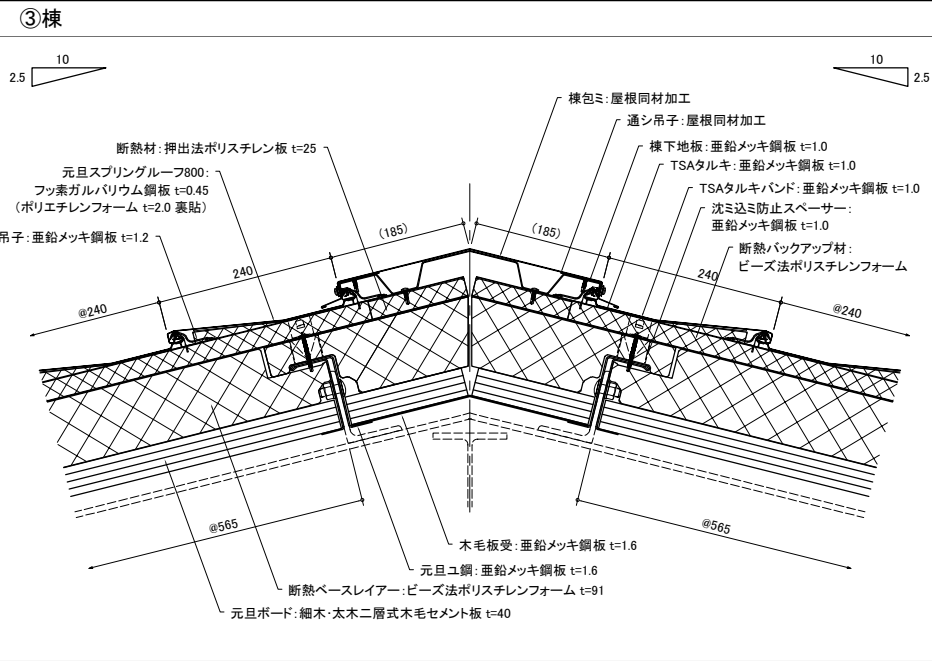 ③棟
10
2.5
10
2.5
棟包ミ:屋根同材加工
通シ吊子:屋根同材加工
断熱材:押出法ポリスチレン板 t=25
棟下地板:亜鉛メッキ鋼板 t=1.0
元旦スプリングルーフ800:
フッ素ガルバリウム鋼板 t=0.45
(ポリエチレンフォーム t=2.0 裏貼)
TSAタルキ:亜鉛メッキ鋼板 t=1.0
TSAタルキバンド:亜鉛メッキ鋼板 t=1.0
沈ミ込ミ防止スペーサー:
亜鉛メッキ鋼板 t=1.0
吊子:亜鉛メッキ鋼板 t=1.2
断熱バックアップ材:
ビーズ法ポリスチレンフォーム
(185)
(185)
240
240
@240
@240
@565
@565
木毛板受:亜鉛メッキ鋼板 t=1.6
元旦ユ鋼:亜鉛メッキ鋼板 t=1.6
断熱ベースレイアー:ビーズ法ポリスチレンフォーム t=91
元旦ボード:細木・太木二層式木毛セメント板 t=40